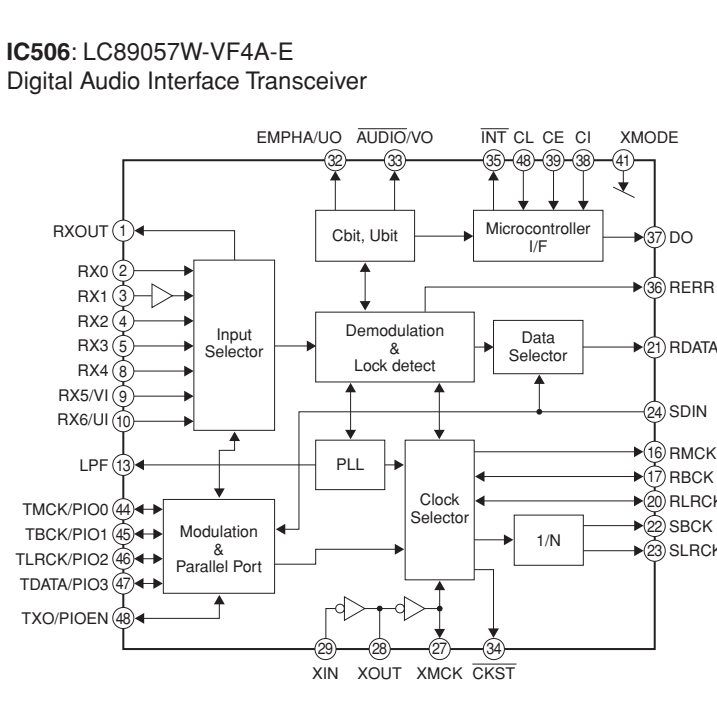 IC506: LC89057W-VF4A-E
Digital Audio Interface Transceiver
EMPHA/UO AUDIO/VO INT CL CE CI XMODE
32 33 35 48 39 38 41
RXOUT 1
Cbit, Ubit
Microcontroller
I/F
37 DO
RX0 2
RX1 3
RX2 4
RX3 5
RX4 8
RX5/VI 9
RX6/UI 10
Input
Selector
Demodulation
&
Lock detect
Data
Selector
36 RERR
21 RDATA
24 SDIN
LPF 13
PLL
Clock
Selector
16 RMCK
17 RBCK
20 RLRCK
22 SBCK
23 SLRCK
1/N
TMCK/PIO0 44
TBCK/PIO1 45
TLRCK/PIO2 46
TDATA/PIO3 47
TXO/PIOEN 48
Modulation
&
Parallel Port
29 28 27 34
XIN XOUT XMCK CKST